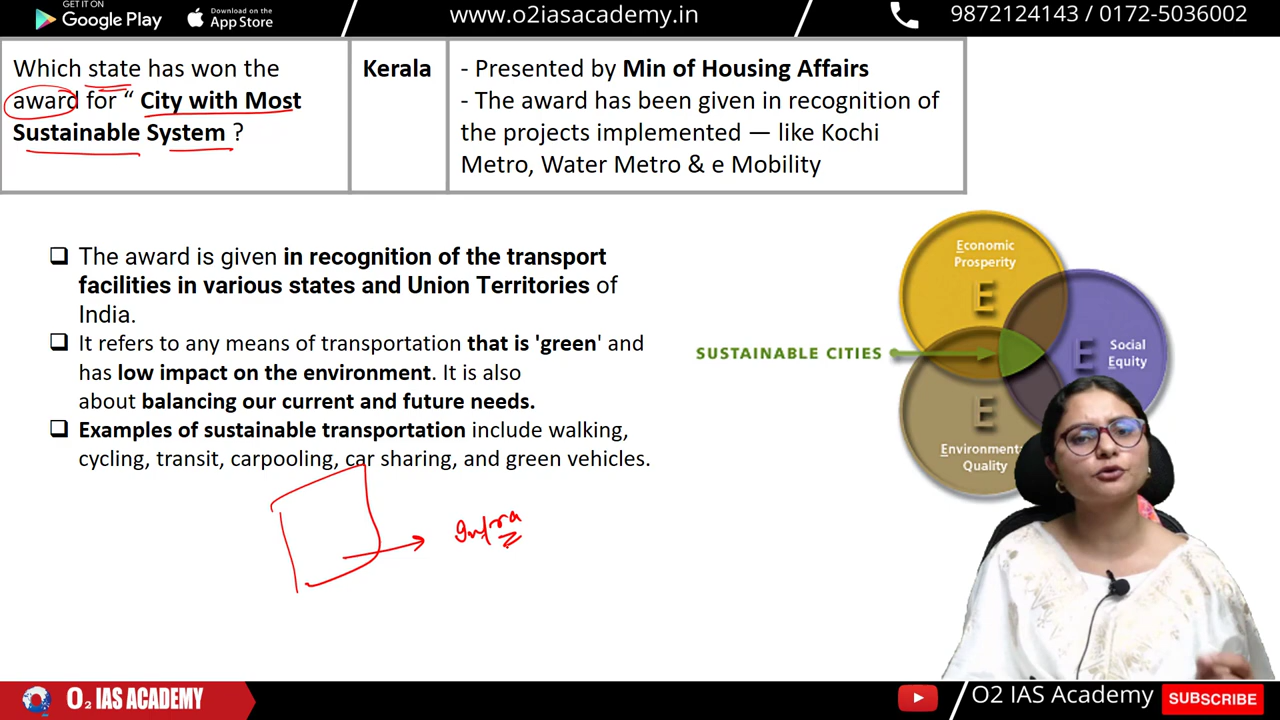 GET IT ON
Google Play
Download on the
App Store
www.o2iasacademy.in
9872124143 / 0172-5036002
Which state has won the
award for “ City with Most
Sustainable System ?
Kerala
- Presented by Min of Housing Affairs
- The award has been given in recognition of
the projects implemented — like Kochi
Metro, Water Metro & e Mobility
❑ The award is given in recognition of the transport
facilities in various states and Union Territories of
India.
❑ It refers to any means of transportation that is 'green' and
has low impact on the environment. It is also
about balancing our current and future needs.
❑ Examples of sustainable transportation include walking,
cycling, transit, carpooling, car sharing, and green vehicles.
Infra
Economic
Prosperity
E
SUSTAINABLE CITIES
E
Social
Equity
E
Environmenta
Quality
O2 IAS ACADEMY
O2 IAS Academy
SUBSCRIBE